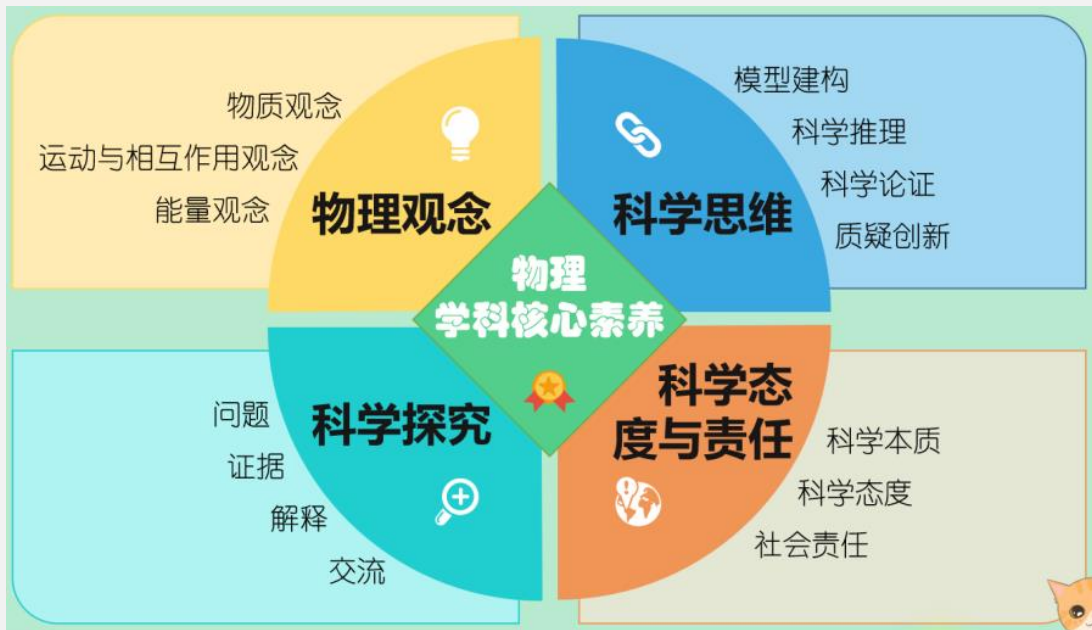 物质观念
运动与相互作用观念
能量观念
物理观念
模型建构
科学推理
科学论证
质疑创新
科学思维
物理
学科核心素养
问题
证据
解释
交流
科学探究
科学态
度与责任
科学本质
科学态度
社会责任